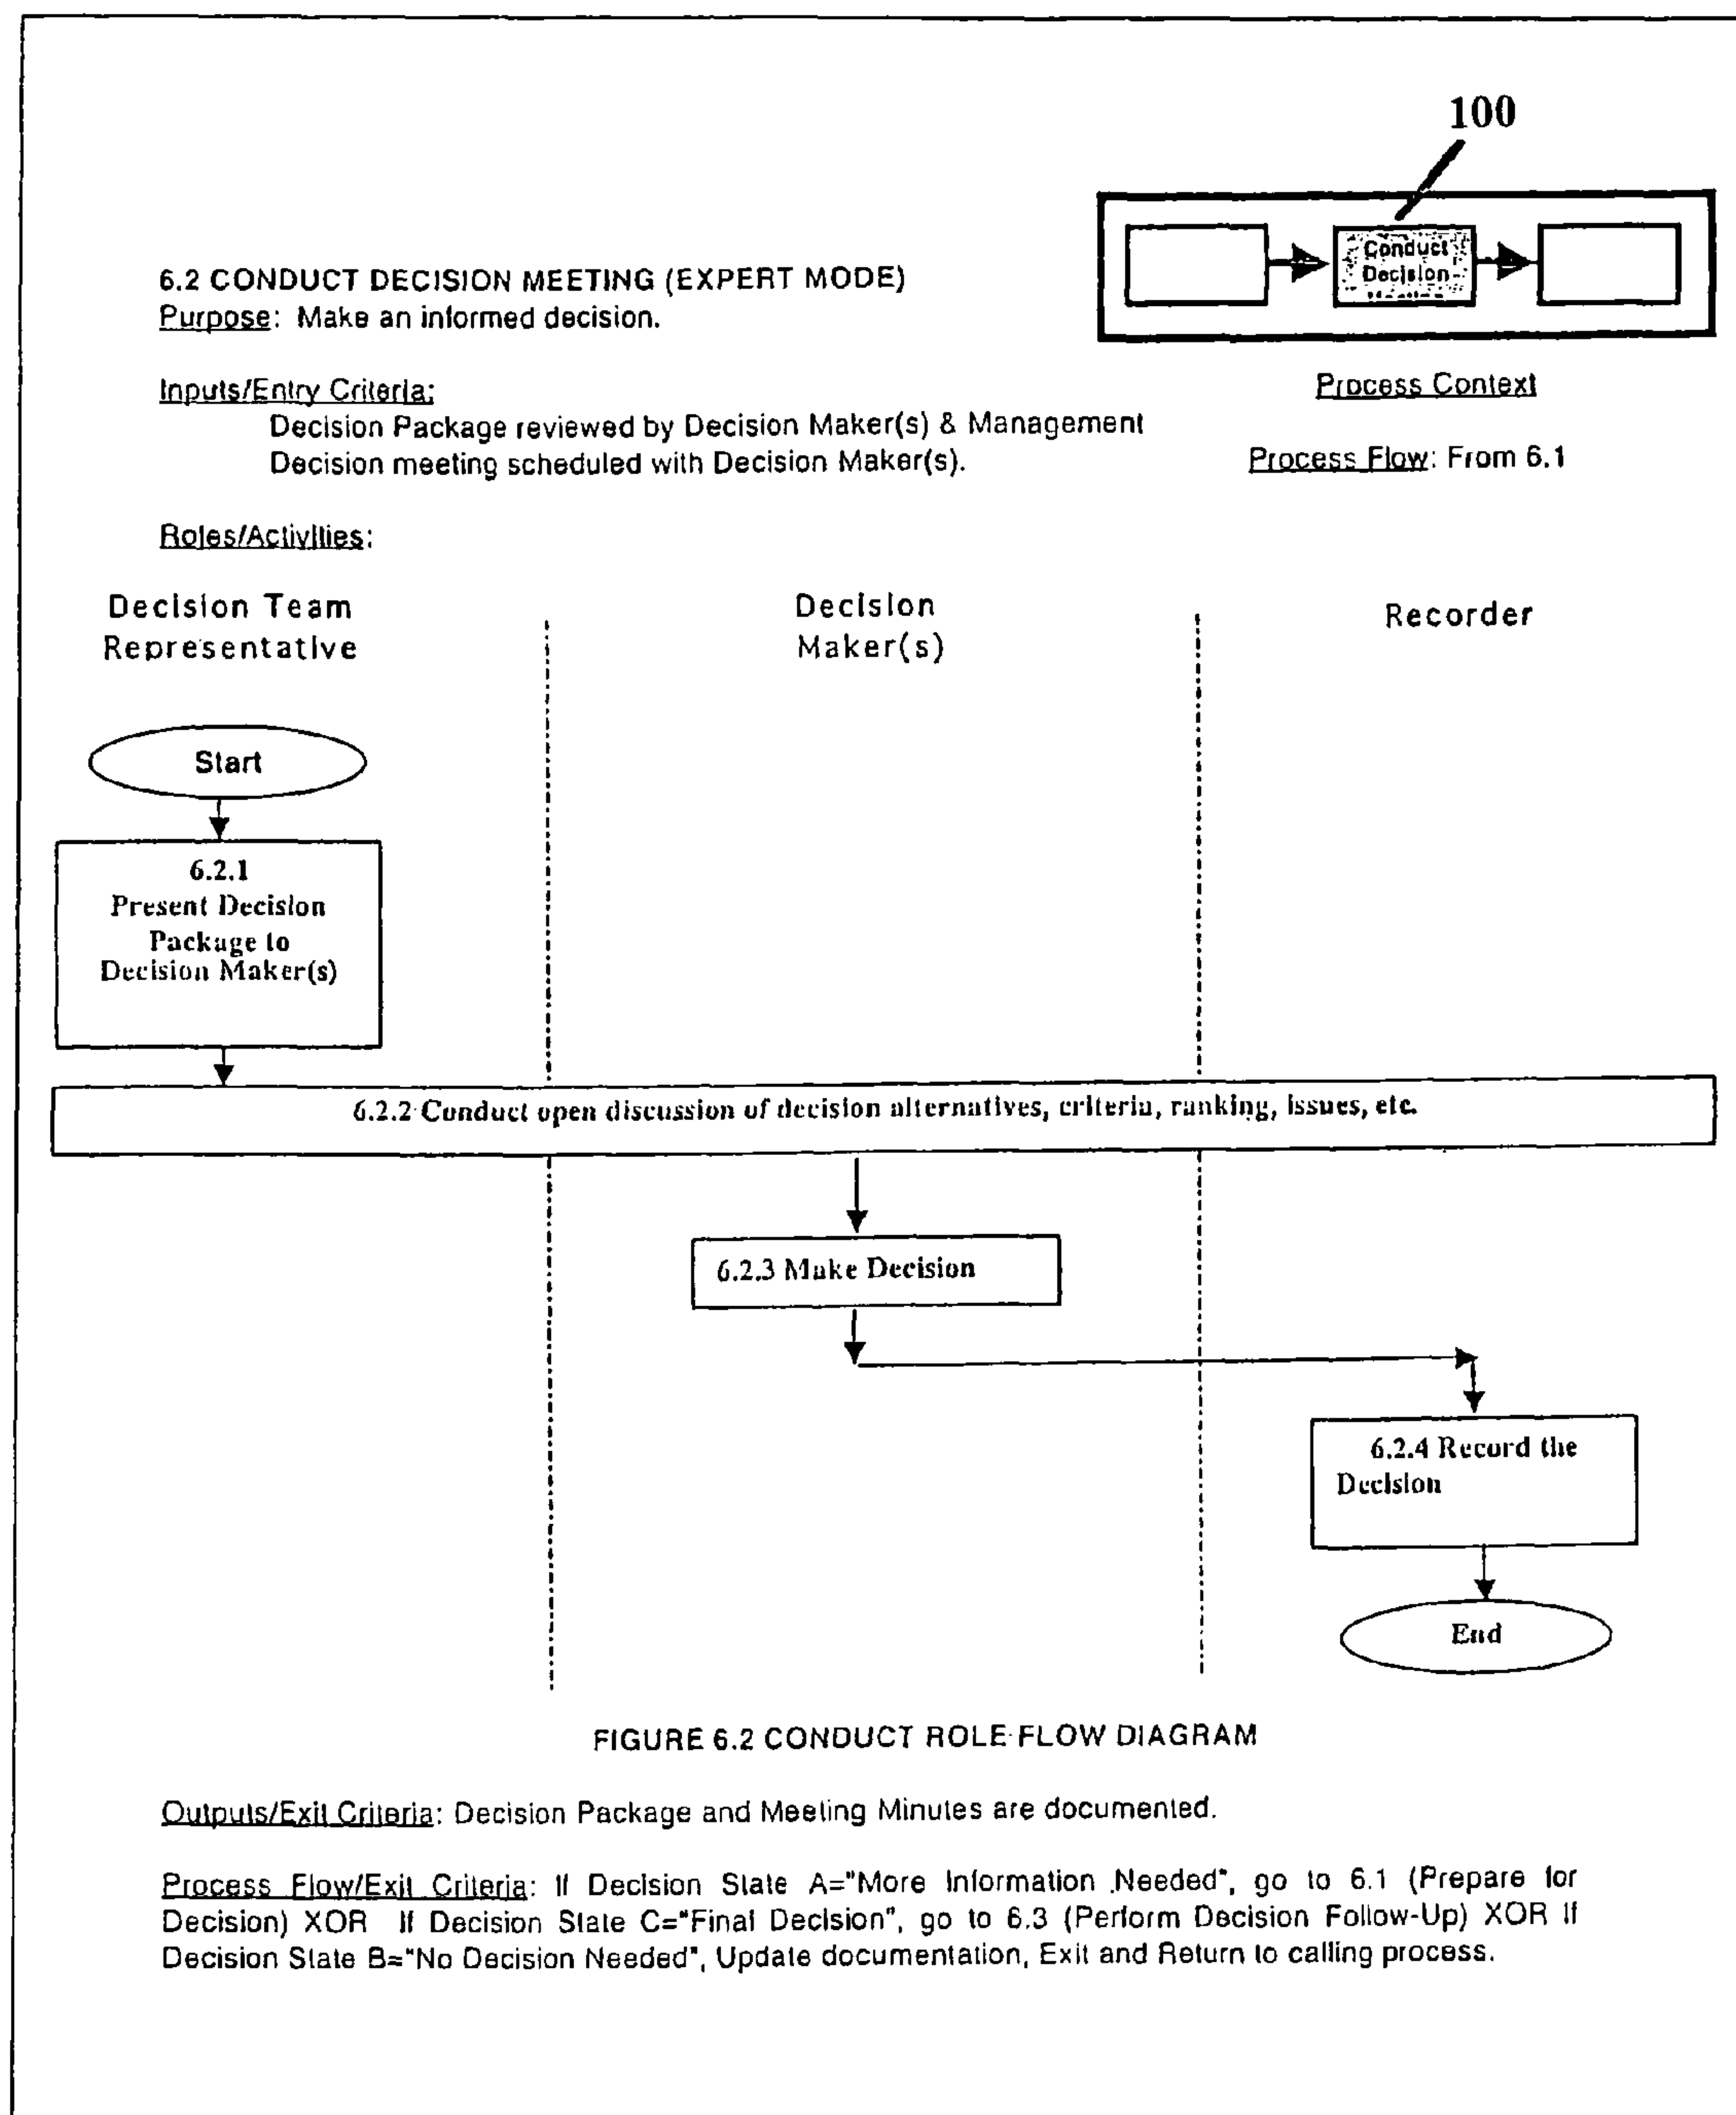 100
Conduct
Decision
6.2 CONDUCT DECISION MEETING (EXPERT MODE)
Purpose: Make an informed decision.
Inputs/Entry Criteria:
Process Context
Decision Package reviewed by Decision Maker(s) & Management
Decision meeting scheduled with Decision Maker(s).
Process Flow: From 6.1
Roles/Activities:
Decision Team
Representative
Decision
Maker(s)
Recorder
Start
6.2.1
Present Decision
Package to
Decision Maker(s)
6.2.2 Conduct open discussion of decision alternatives, criteria, ranking, issues, etc.
6.2.3 Make Decision
6.2.4 Record the
Decision
End
FIGURE 6.2 CONDUCT ROLE FLOW DIAGRAM
Outputs/Exit Criteria: Decision Package and Meeting Minutes are documented.
Process Flow/Exit Criteria: If Decision State A="More Information Needed", go to 6.1 (Prepare for
Decision) XOR If Decision State C="Final Decision", go to 6.3 (Perform Decision Follow-Up) XOR If
Decision State B="No Decision Needed", Update documentation, Exit and Return to calling process.